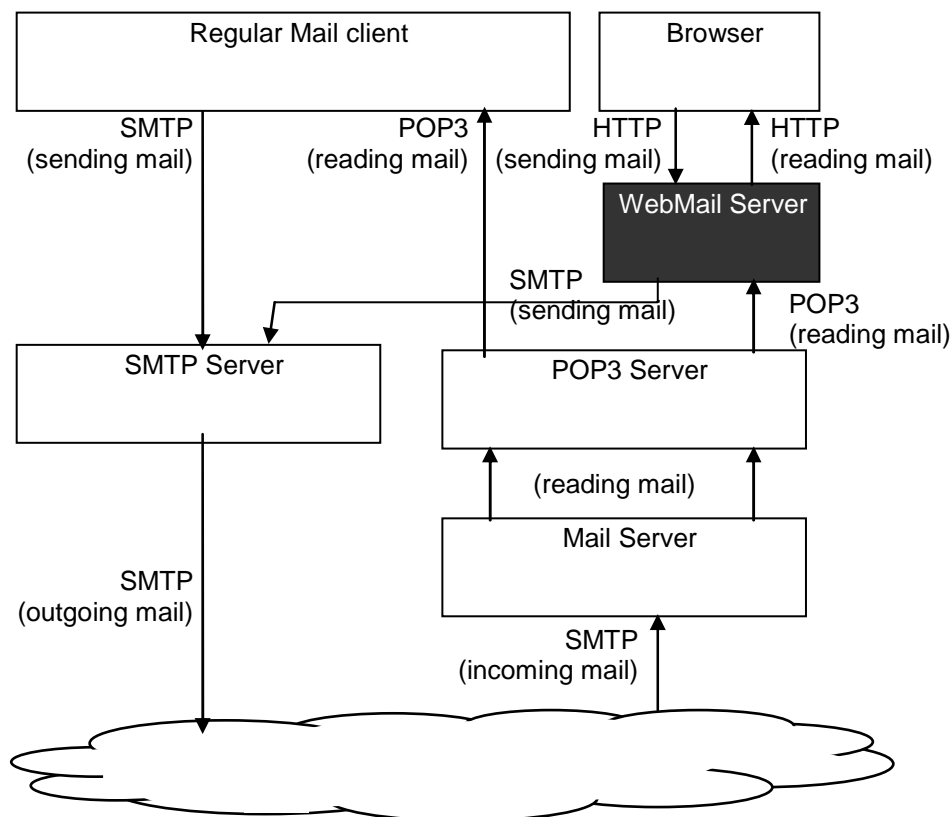 Regular Mail client
Browser
SMTP
(sending mail)
POP3
(reading mail)
HTTP
(sending mail)
HTTP
(reading mail)
WebMail Server
SMTP
(sending mail)
POP3
(reading mail)
SMTP Server
POP3 Server
(reading mail)
Mail Server
SMTP
(outgoing mail)
SMTP
(incoming mail)